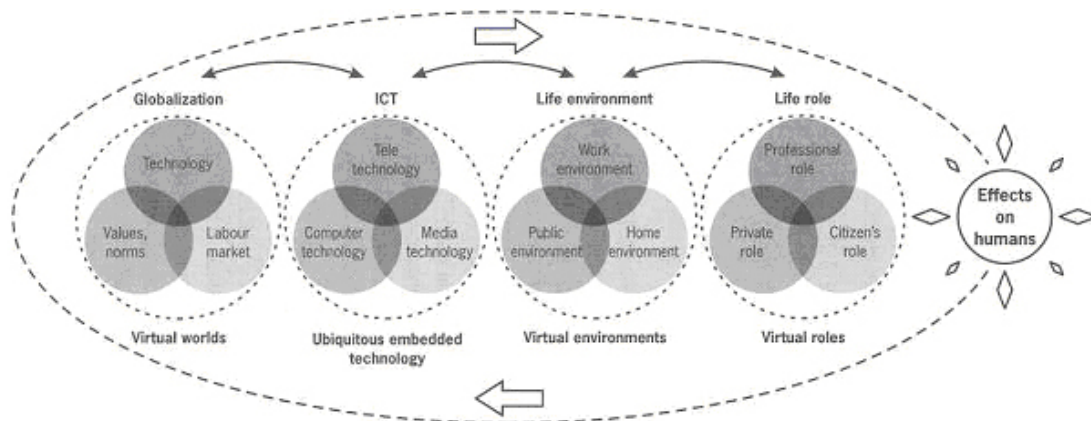 Globalization
ICT
Life environment
Life role
Technology
Values,
norms
Labour
market
Tele
technology
Computer
technology
Media
technology
Work
environment
Public
environment
Home
environment
Professional
role
Private
role
Citizen's
role
Effects
on
humans
Virtual worlds
Ubiquitous embedded
technology
Virtual environments
Virtual roles